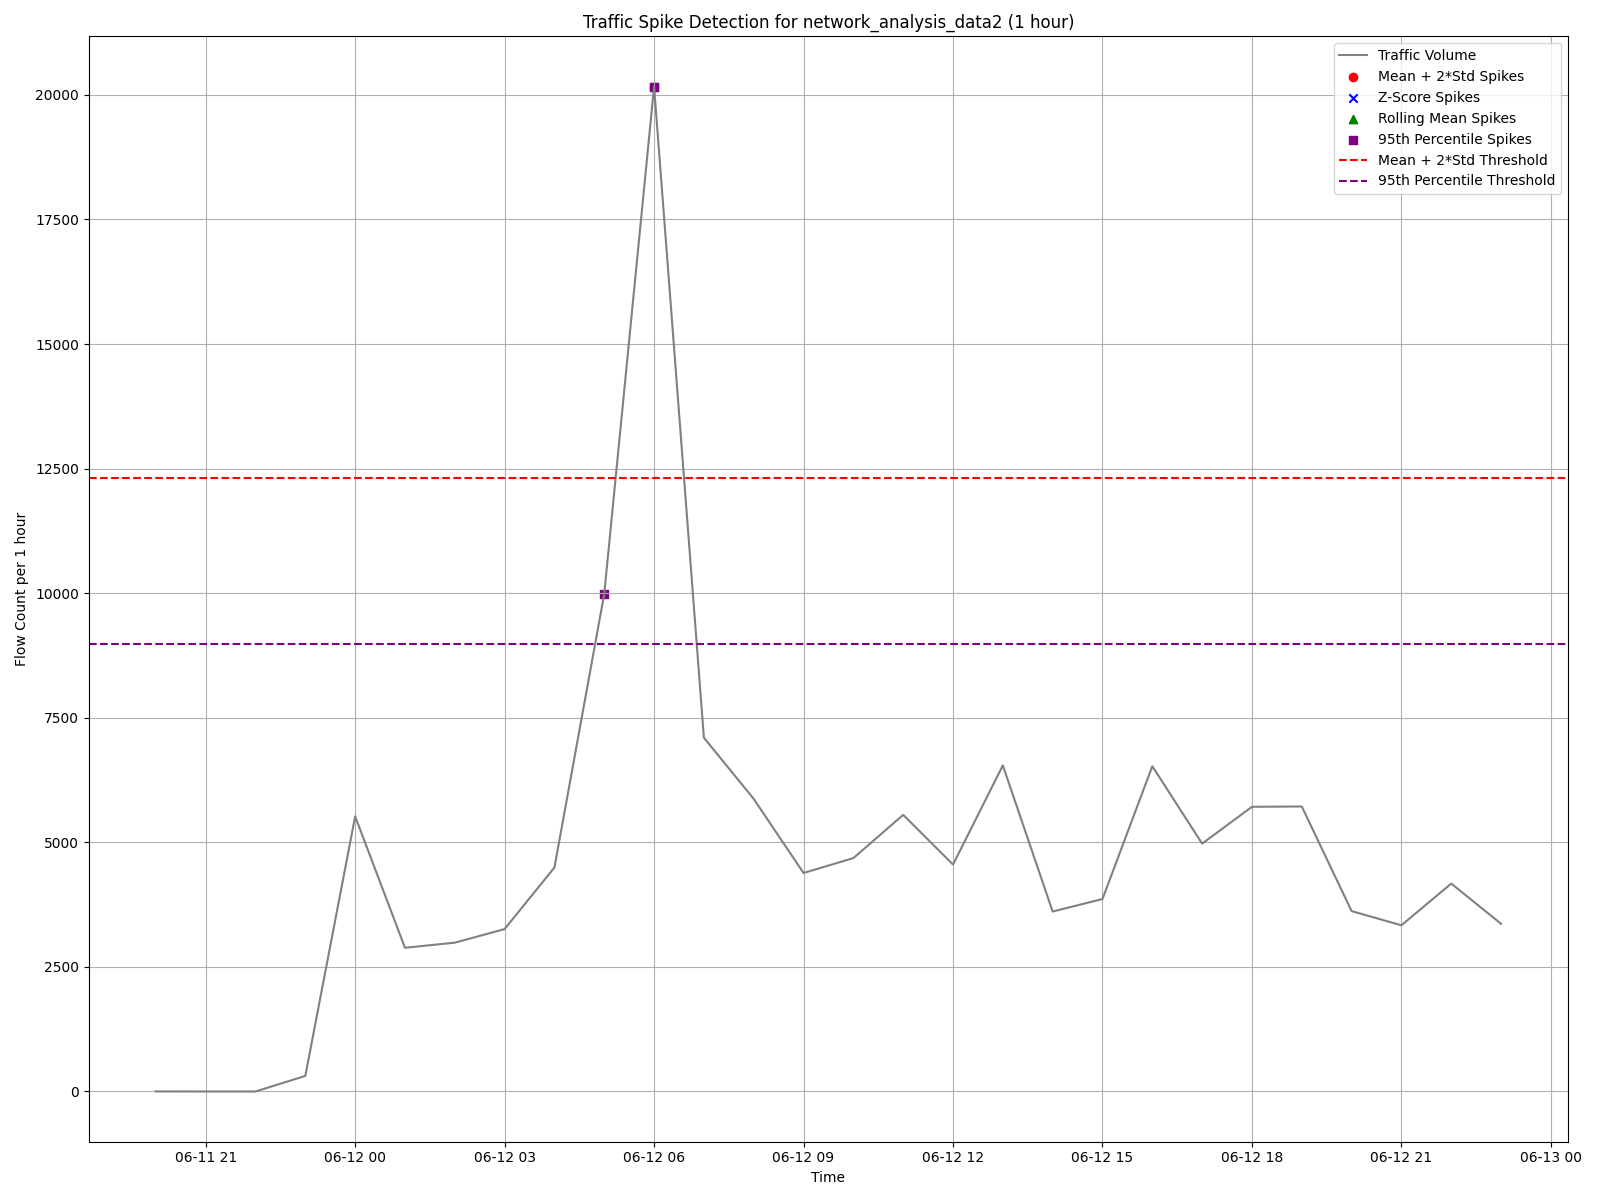 Traffic Spike Detection for network_analysis_data2 (1 hour)
Traffic Volume
Mean + 2*Std Spikes
Z-Score Spikes
Rolling Mean Spikes
95th Percentile Spikes
Mean + 2*Std Threshold
95th Percentile Threshold
Flow Count per 1 hour
20000
17500
15000
12500
10000
7500
5000
2500
0
06-11 21
06-12 00
06-12 03
06-12 06
06-12 09
06-12 12
06-12 15
06-12 18
06-12 21
06-13 00
Time